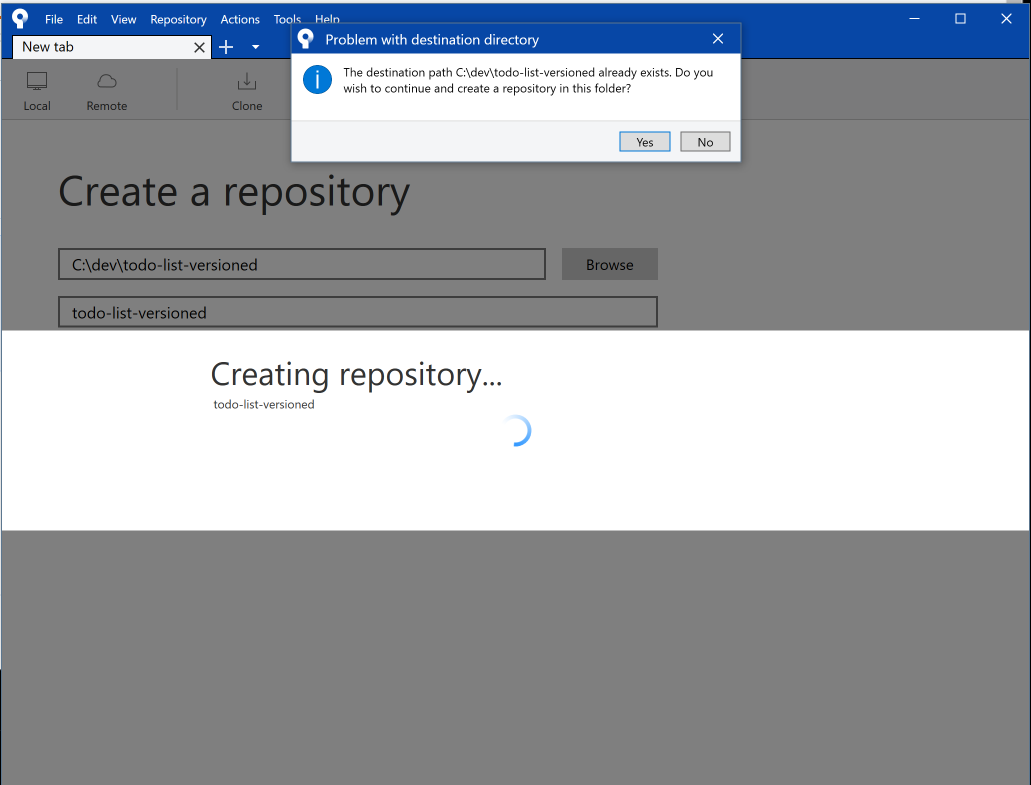 File Edit View Repository Actions Tools Help
New tab
Problem with destination directory
The destination path C:\dev\todo-list-versioned already exists. Do you
wish to continue and create a repository in this folder?
Yes No
Local Remote Clone
Create a repository
C:\dev\todo-list-versioned Browse
todo-list-versioned
Creating repository...
todo-list-versioned